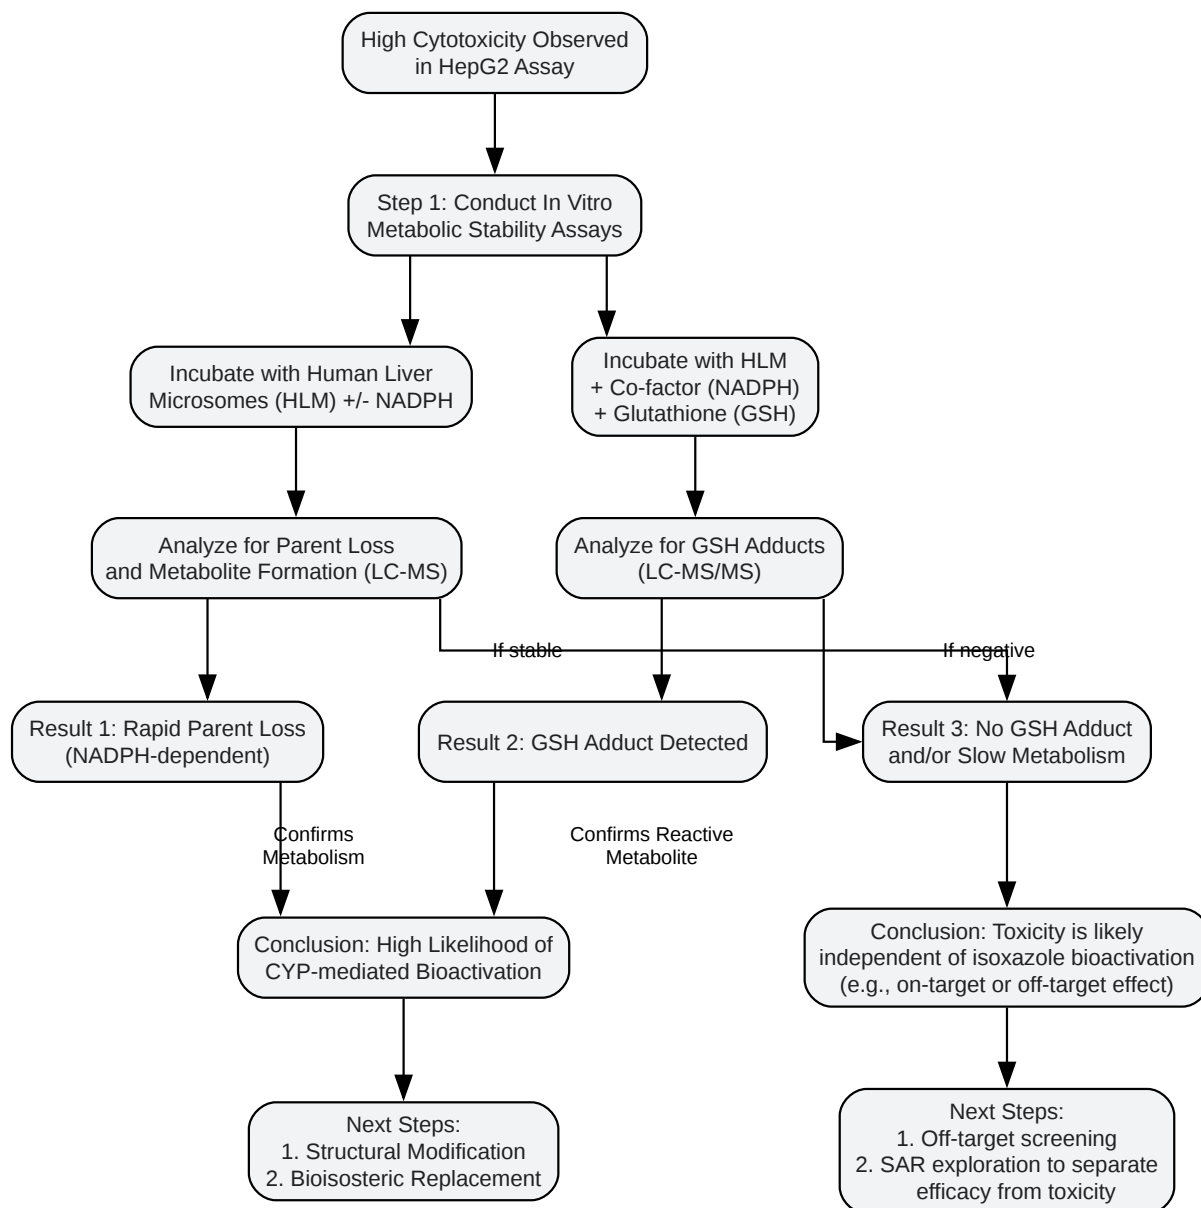 High Cytotoxicity Observed
in HepG2 Assay
Step 1: Conduct In Vitro
Metabolic Stability Assays
Incubate with Human Liver
Microsomes (HLM) +/- NADPH
Incubate with HLM
+ Co-factor (NADPH)
+ Glutathione (GSH)
Analyze for Parent Loss
and Metabolite Formation (LC-MS)
Analyze for GSH Adducts
(LC-MS/MS)
If stable
If negative
Result 1: Rapid Parent Loss
(NADPH-dependent)
Result 2: GSH Adduct Detected
Result 3: No GSH Adduct
and/or Slow Metabolism
Confirms
Metabolism
Confirms Reactive
Metabolite
Conclusion: High Likelihood of
CYP-mediated Bioactivation
Conclusion: Toxicity is likely
independent of isoxazole bioactivation
(e.g., on-target or off-target effect)
Next Steps:
1. Structural Modification
2. Bioisosteric Replacement
Next Steps:
1. Off-target screening
2. SAR exploration to separate
efficacy from toxicity